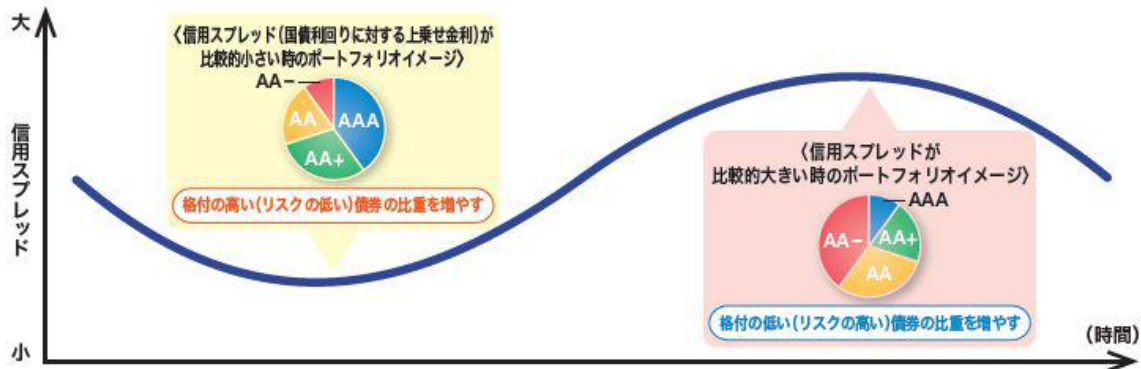 大
信用スプレッド
小
〈信用スプレッド(国債利回りに対する上乗せ金利)が
比較的小さい時のポートフォリオイメージ〉
AA−
AA
AAA
AA+
格付の高い(リスクの低い)債券の比重を増やす
〈信用スプレッドが
比較的大きい時のポートフォリオイメージ〉
AAA
AA−
AA+
AA
格付の低い(リスクの高い)債券の比重を増やす
(時間)